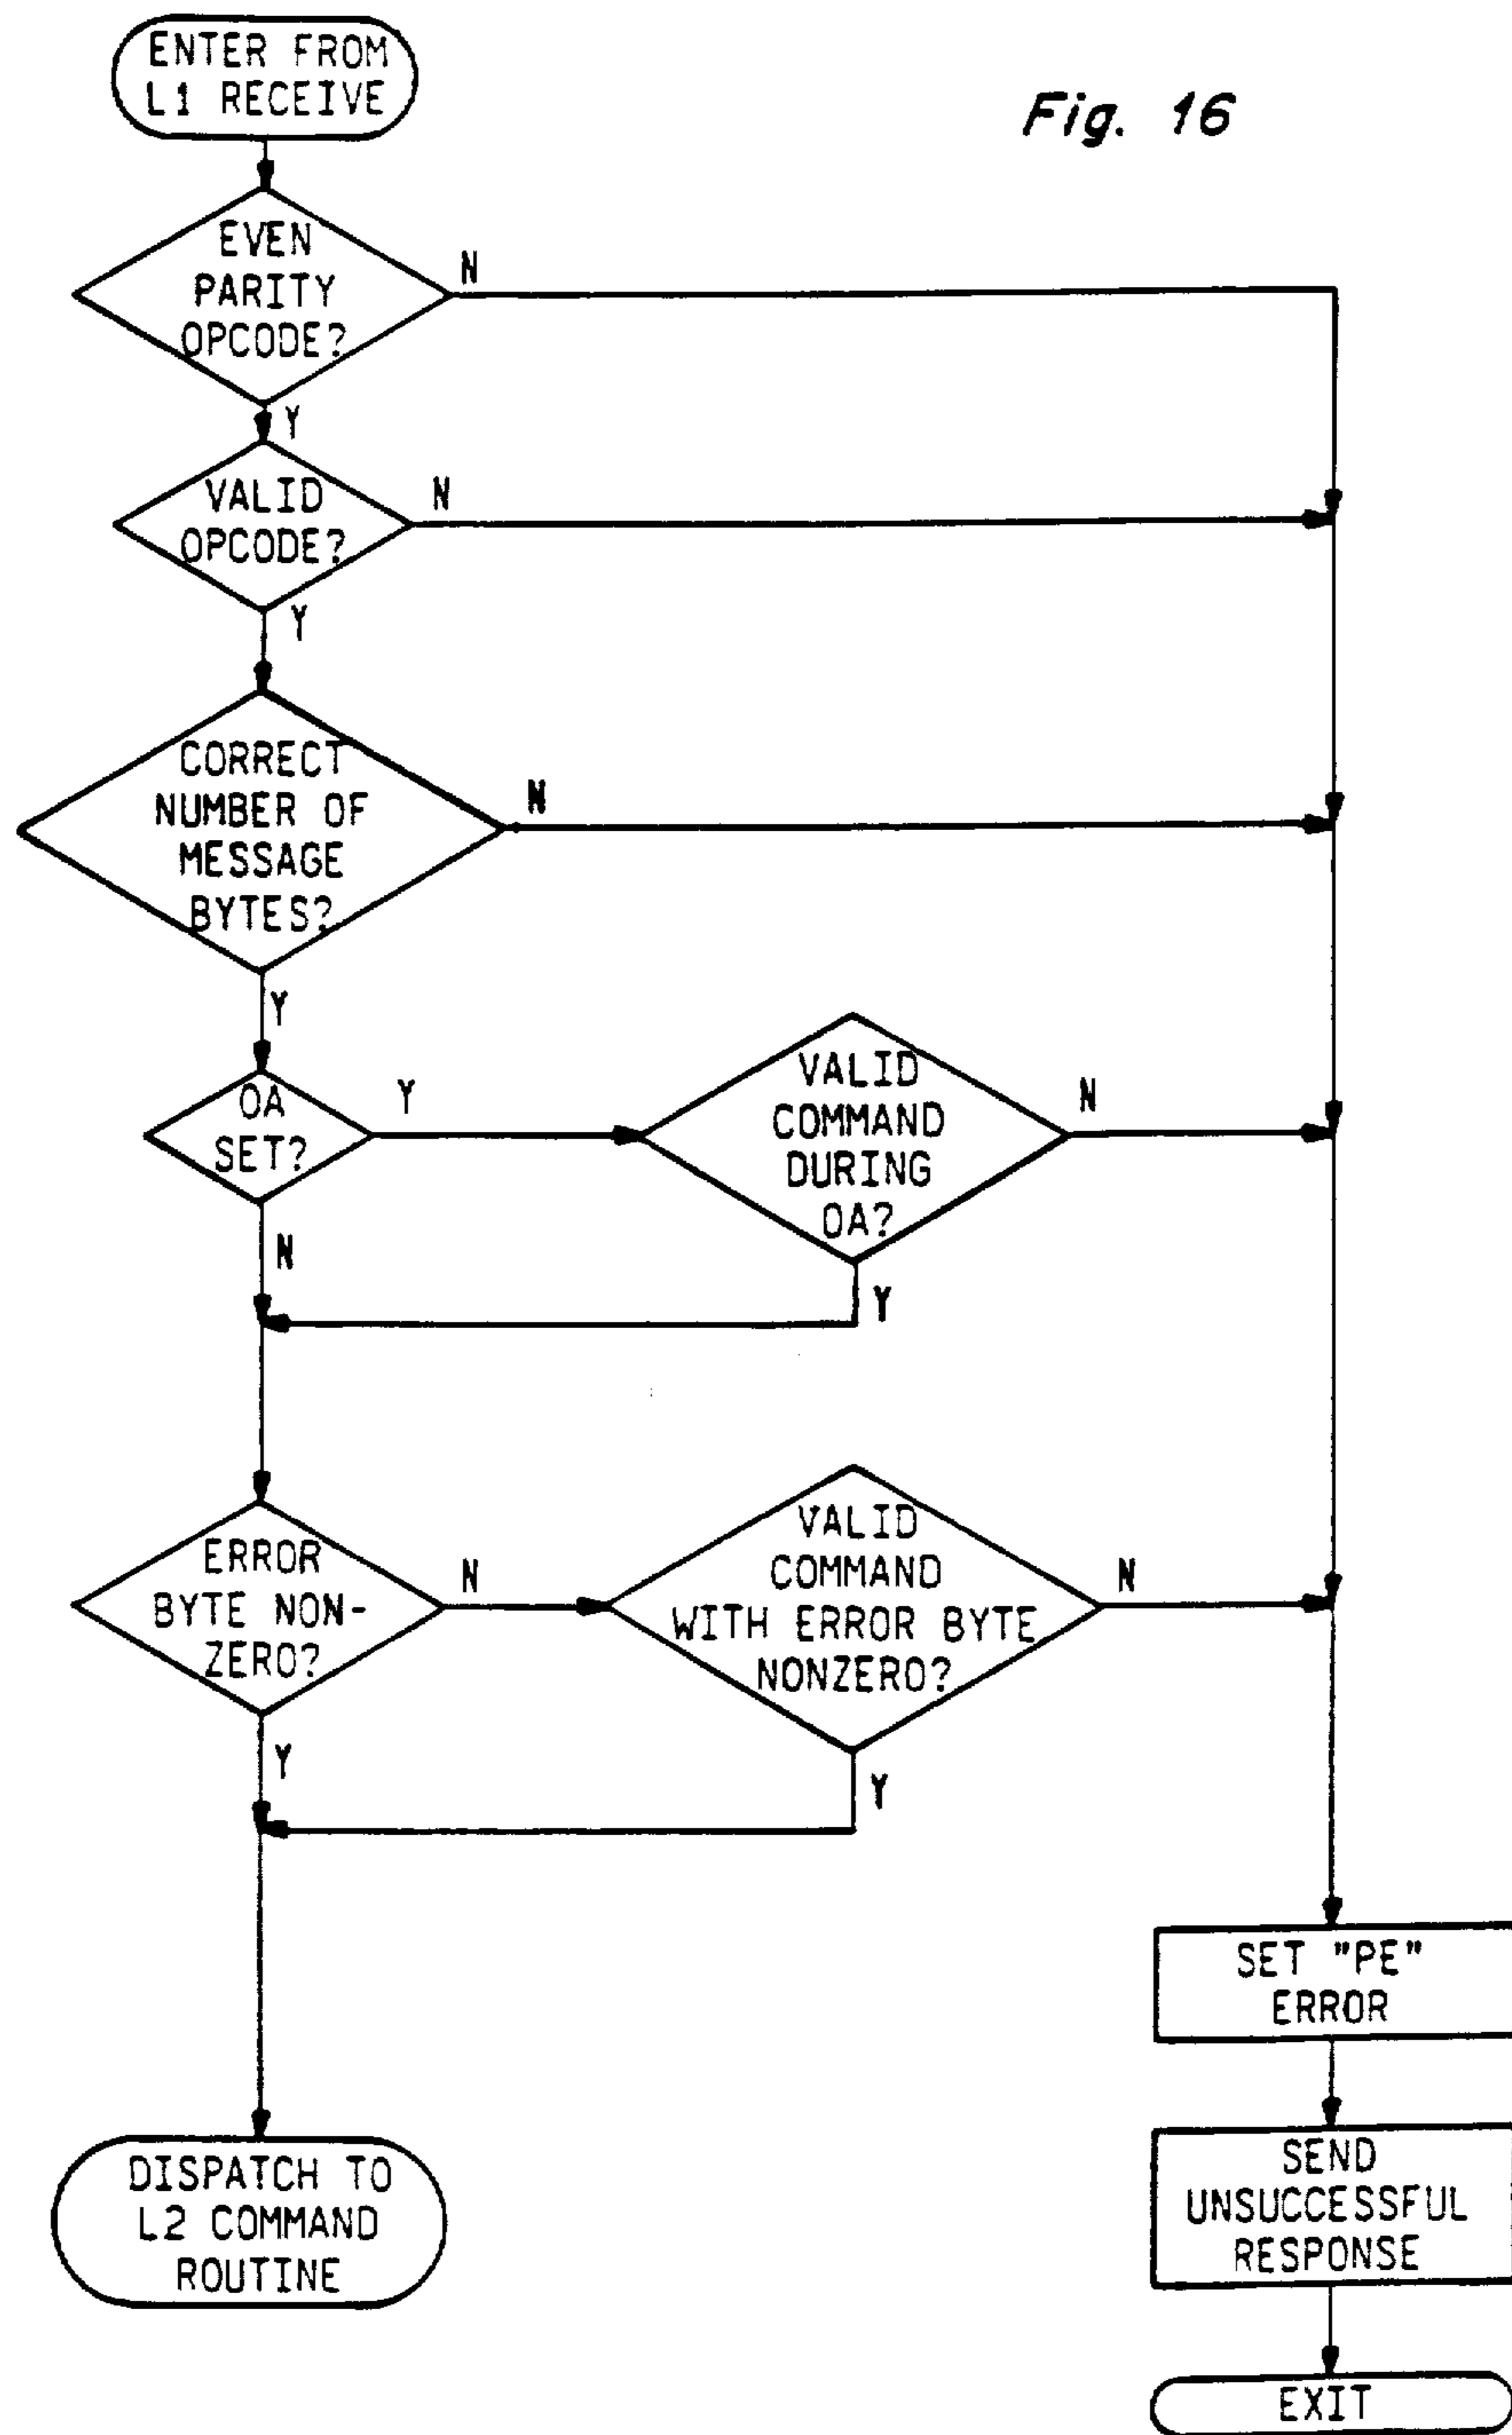 ENTER FROM
L1 RECEIVE
Fig. 16
EVEN
PARITY
OPCODE?
N
Y
VALID
OPCODE?
N
Y
CORRECT
NUMBER OF
MESSAGE
BYTES?
N
Y
OA
SET?
Y
N
VALID
COMMAND
DURING
OA?
N
Y
ERROR
BYTE NON-
ZERO?
N
Y
VALID
COMMAND
WITH ERROR BYTE
NONZERO?
N
Y
SET "PE"
ERROR
SEND
UNSUCCESSFUL
RESPONSE
EXIT
DISPATCH TO
L2 COMMAND
ROUTINE